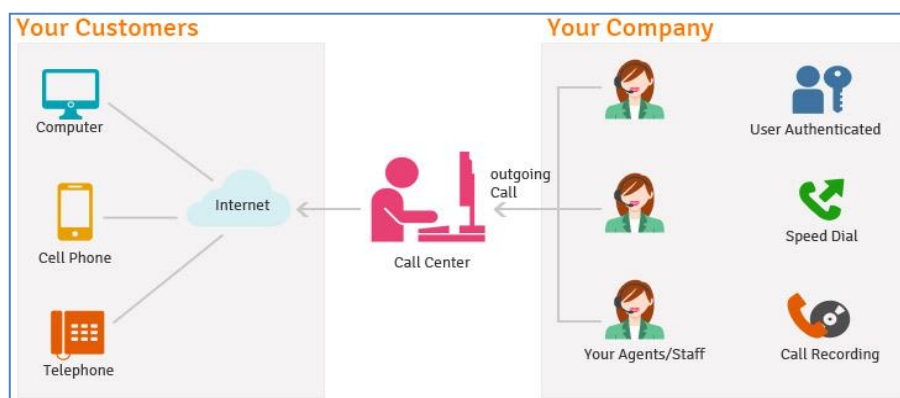 Your Customers
Computer
Cell Phone
Telephone
Internet
Call Center
outgoing
Call
Your Company
Your Agents/Staff
User Authenticated
Speed Dial
Call Recording